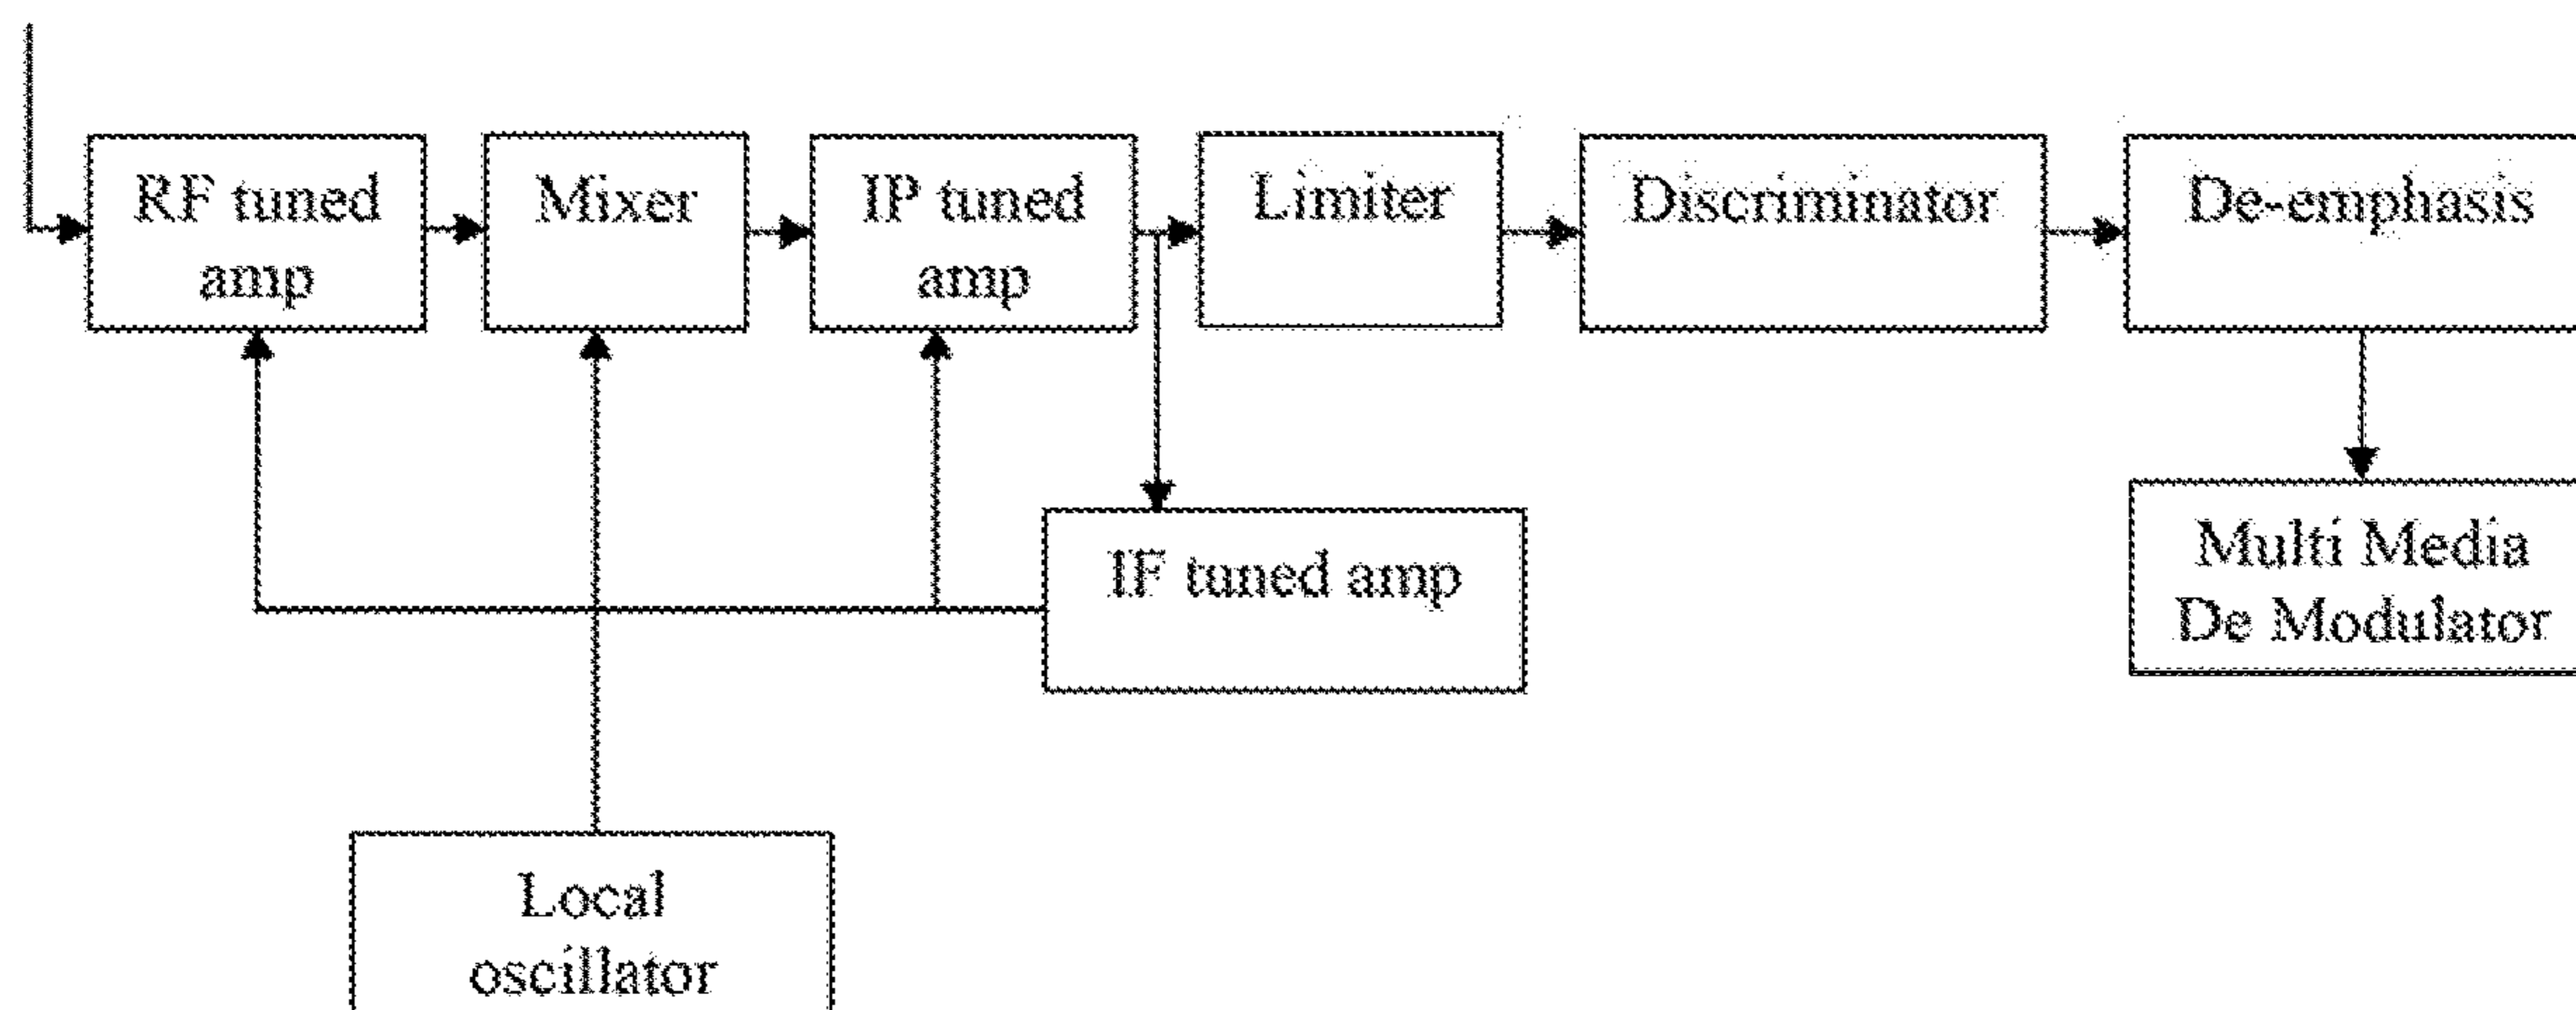 RF tuned
amp
Mixer
IP tuned
amp
Limiter
Discriminator
De-emphasis
IF tuned amp
Multi Media
De Modulator
Local
oscillator